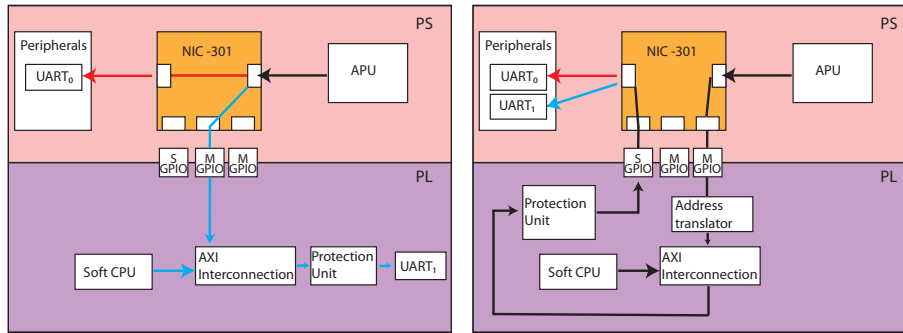 PS
Peripherals
UART₀
NIC -301
APU
S
GPIO
M
GPIO
M
GPIO
PL
Soft CPU
AXI
Interconnection
Protection
Unit
UART₁
PS
Peripherals
UART₀
UART₁
NIC -301
APU
S
GPIO
M
GPIO
M
GPIO
PL
Protection
Unit
Address
translator
Soft CPU
AXI
Interconnection